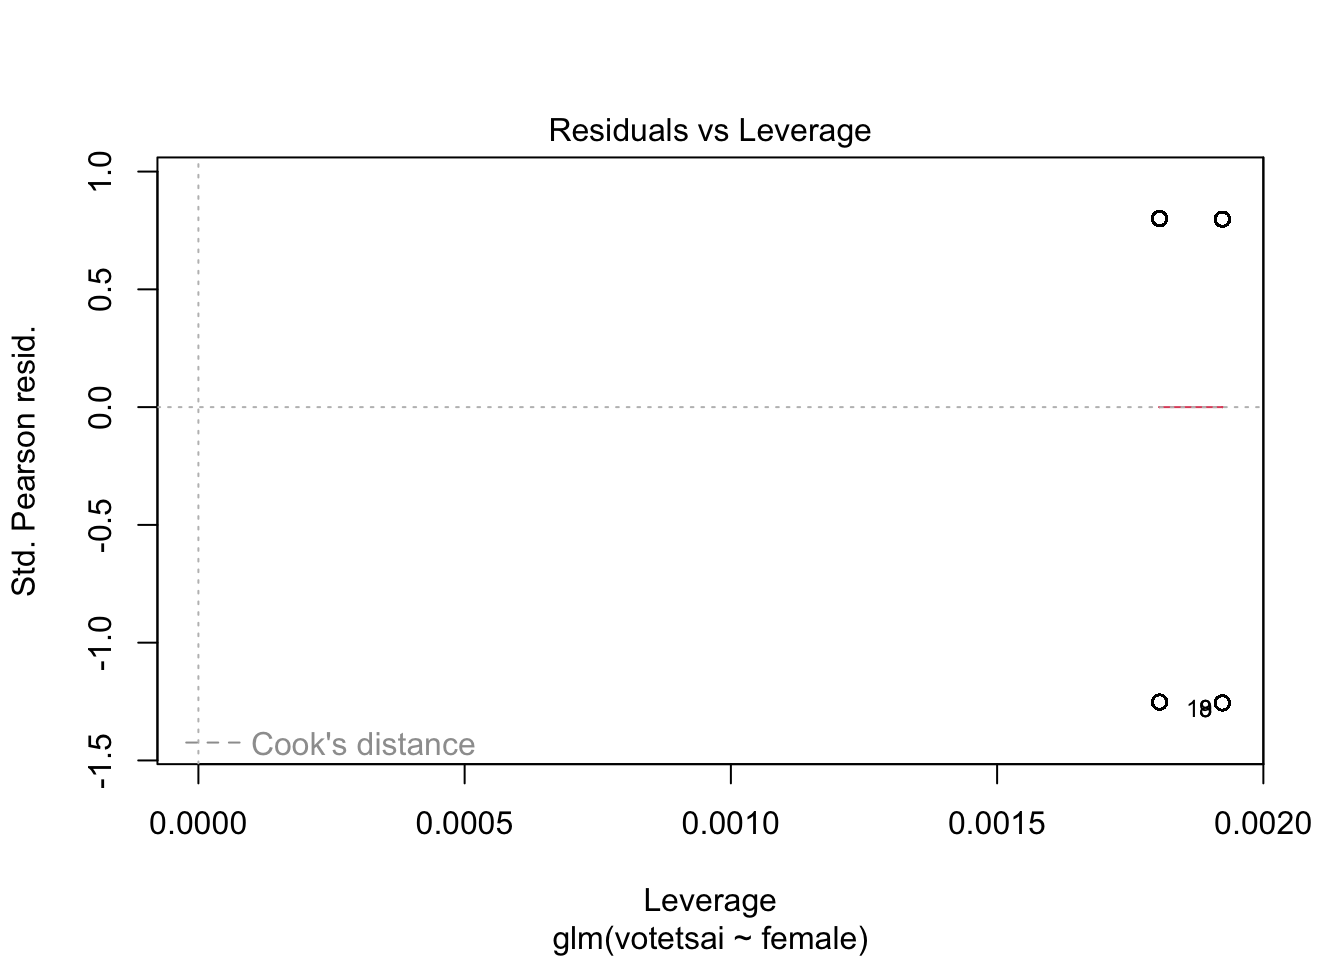 Residuals vs Leverage
1.0
0.5
0.0
-0.5
-1.0
-1.5
Std. Pearson resid.
Cook's distance
0.0000 0.0005 0.0010 0.0015 0.0020
Leverage
glm(votetsai ~ female)